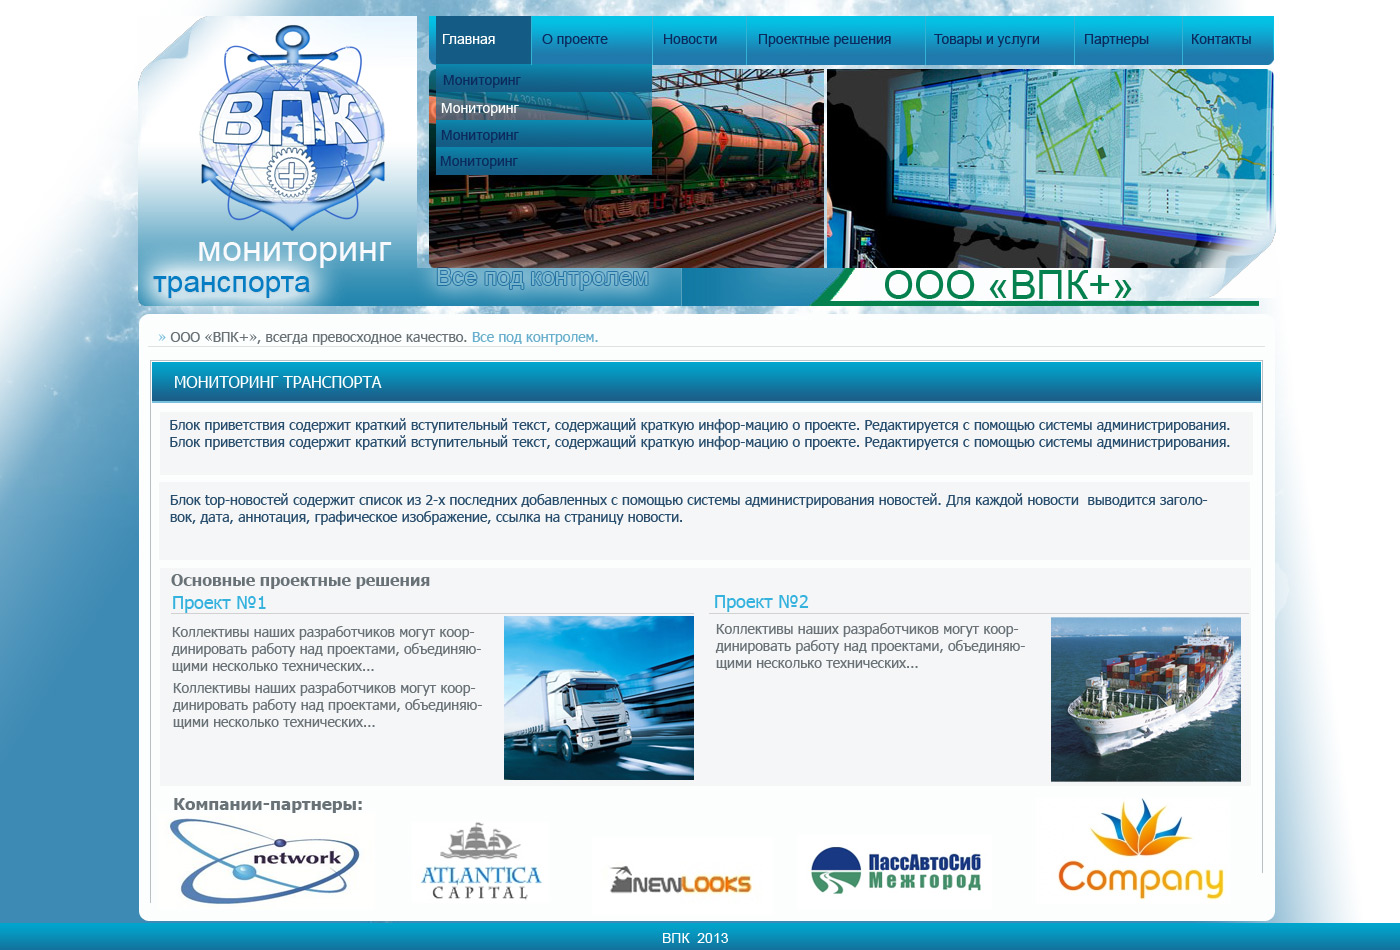 ВПК
мониторинг
транспорта
Главная
О проекте
Новости
Проектные решения
Товары и услуги
Партнеры
Контакты
Мониторинг
Мониторинг
Мониторинг
Мониторинг
Все под контролем
ООО «ВПК+»
» ООО «ВПК+», всегда превосходное качество. Все под контролем.
МОНИТОРИНГ ТРАНСПОРТА
Блок приветствия содержит краткий вступительный текст, содержащий краткую инфор-мацию о проекте. Редактируется с помощью системы администрирования.
Блок приветствия содержит краткий вступительный текст, содержащий краткую инфор-мацию о проекте. Редактируется с помощью системы администрирования.
Блок top-новостей содержит список из 2-х последних добавленных с помощью системы администрирования новостей. Для каждой новости выводится заголо-
вок, дата, аннотация, графическое изображение, ссылка на страницу новости.
Основные проектные решения
Проект №1
Коллективы наших разработчиков могут коор-
динировать работу над проектами, объединяю-
щими несколько технических...
Коллективы наших разработчиков могут коор-
динировать работу над проектами, объединяю-
щими несколько технических...
Проект №2
Коллективы наших разработчиков могут коор-
динировать работу над проектами, объединяю-
щими несколько технических...
Компании-партнеры:
network
ATLANTICA
CAPITAL
NEWLOOKS
ПассАвтоСиб
Межгород
Company
ВПК 2013